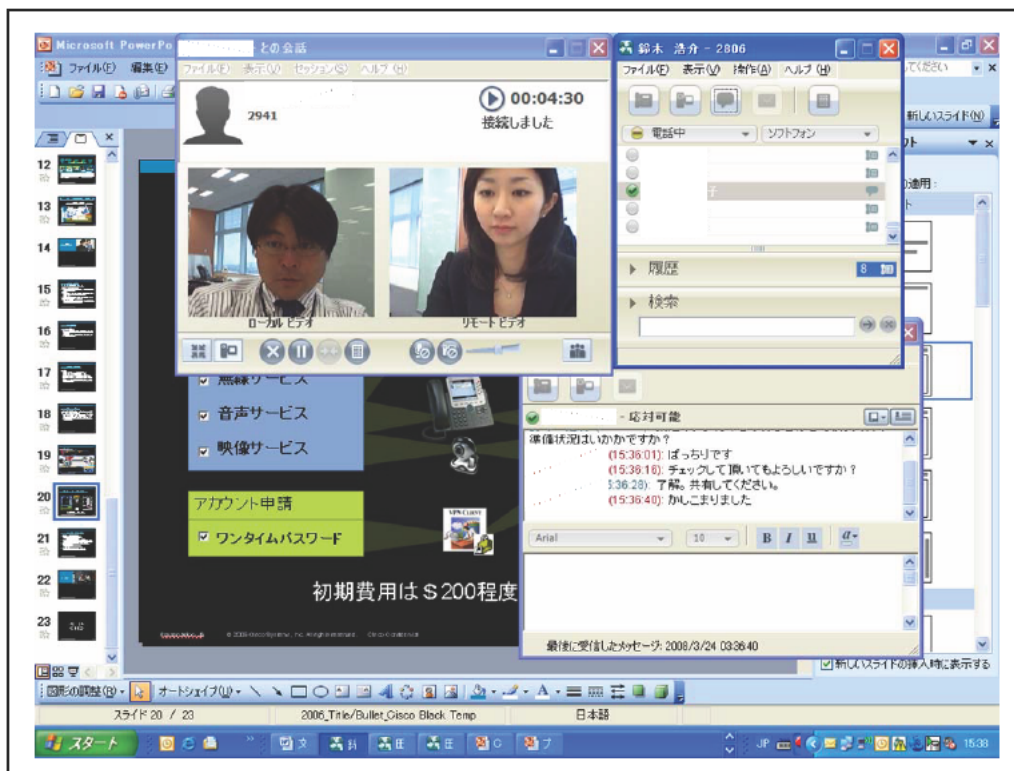 Microsoft PowerPo
ファイル(F) 編集(E)
との会話
ファイル(F) 表示(V) セッション(S) ヘルプ(H)
2941
00:04:30
接続しました
ローカル ビデオ
リモート ビデオ
鈴木 浩介 - 2806
ファイル(F) 表示(V) 操作(A) ヘルプ(H)
電話中
ソフトフォン
子
履歴
8
検索
てください
新しいスライド(N)
の適用:
12
13
14
15
16
17
18
19
20
21
22
23
無線サービス
音声サービス
映像サービス
アカウント申請
ワンタイムパスワード
VPN CLIENT
初期費用は＄200程度
- 応対可能
準備状況はいかがですか？
(15:36:01): ばっちりです
(15:36:16): チェックして頂いてもよろしいですか？
5:36:28): 了解。共有してください。
(15:36:40): かしこまりました
Arial
10
B I U a
最後に受信したメッセージ: 2008/3/24 03:36:40
新しいスライドの挿入時に表示する
図形の調整(R) オートシェイプ(U)
スライド 20 / 23
2006_Title/Bullet_Cisco Black Temp
日本語
スタート
JP
15:38